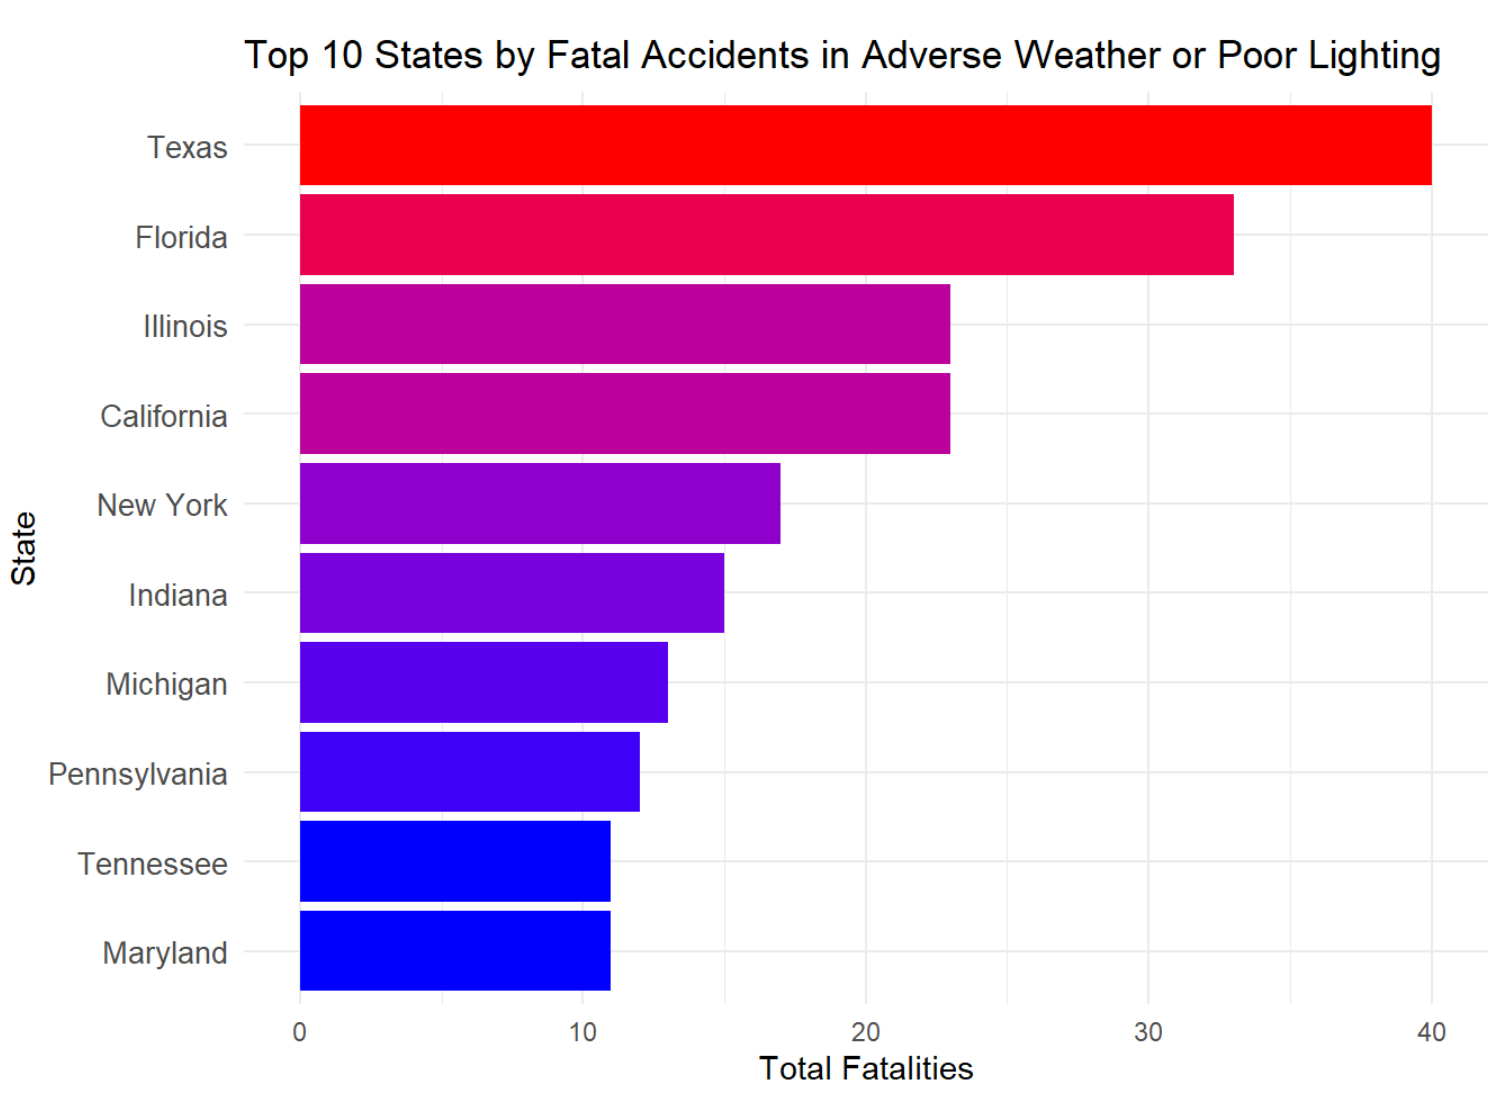 Top 10 States by Fatal Accidents in Adverse Weather or Poor Lighting
Texas
Florida
Illinois
California
New York
Indiana
Michigan
Pennsylvania
Tennessee
Maryland
State
0 10 20 30 40
Total Fatalities